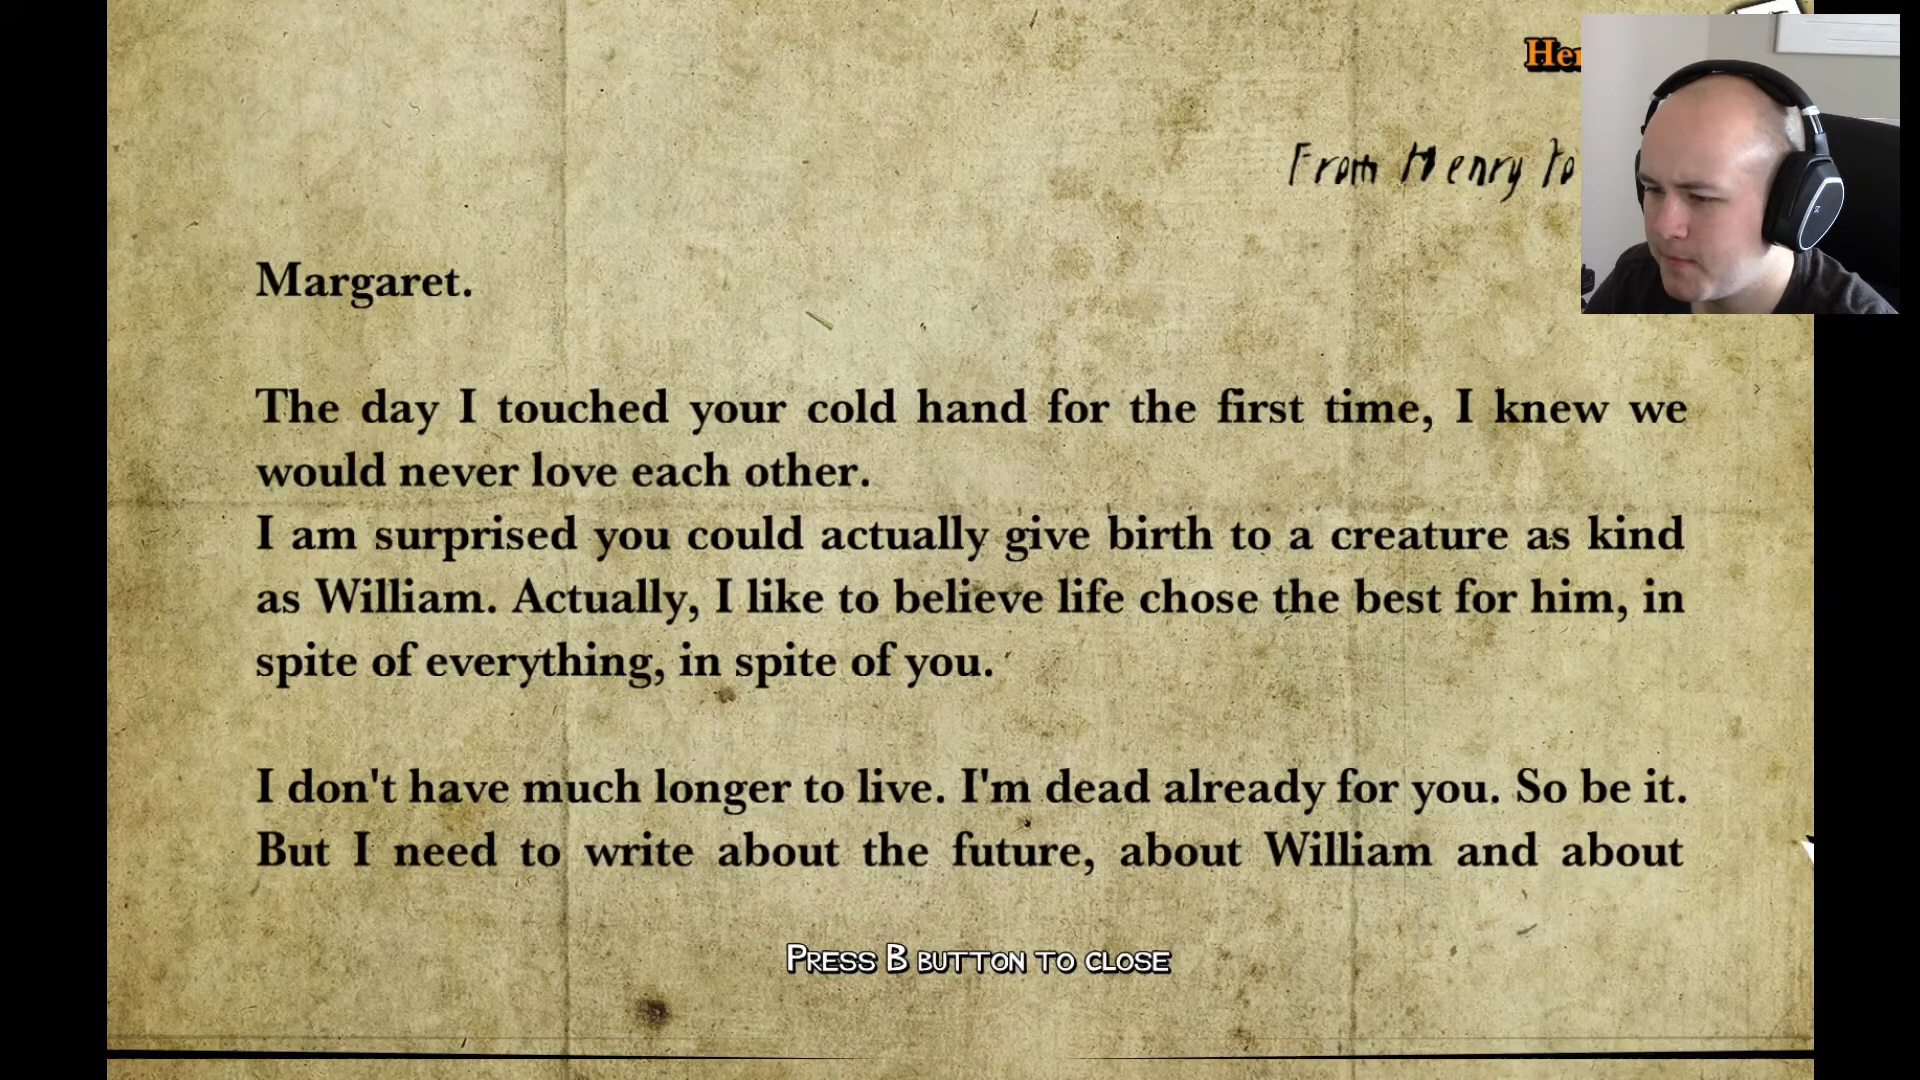 From Henry to
Margaret.
The day I touched your cold hand for the first time, I knew we
would never love each other.
I am surprised you could actually give birth to a creature as kind
as William. Actually, I like to believe life chose the best for him, in
spite of everything, in spite of you.
I don't have much longer to live. I'm dead already for you. So be it.
But I need to write about the future, about William and about
PRESS B BUTTON TO CLOSE